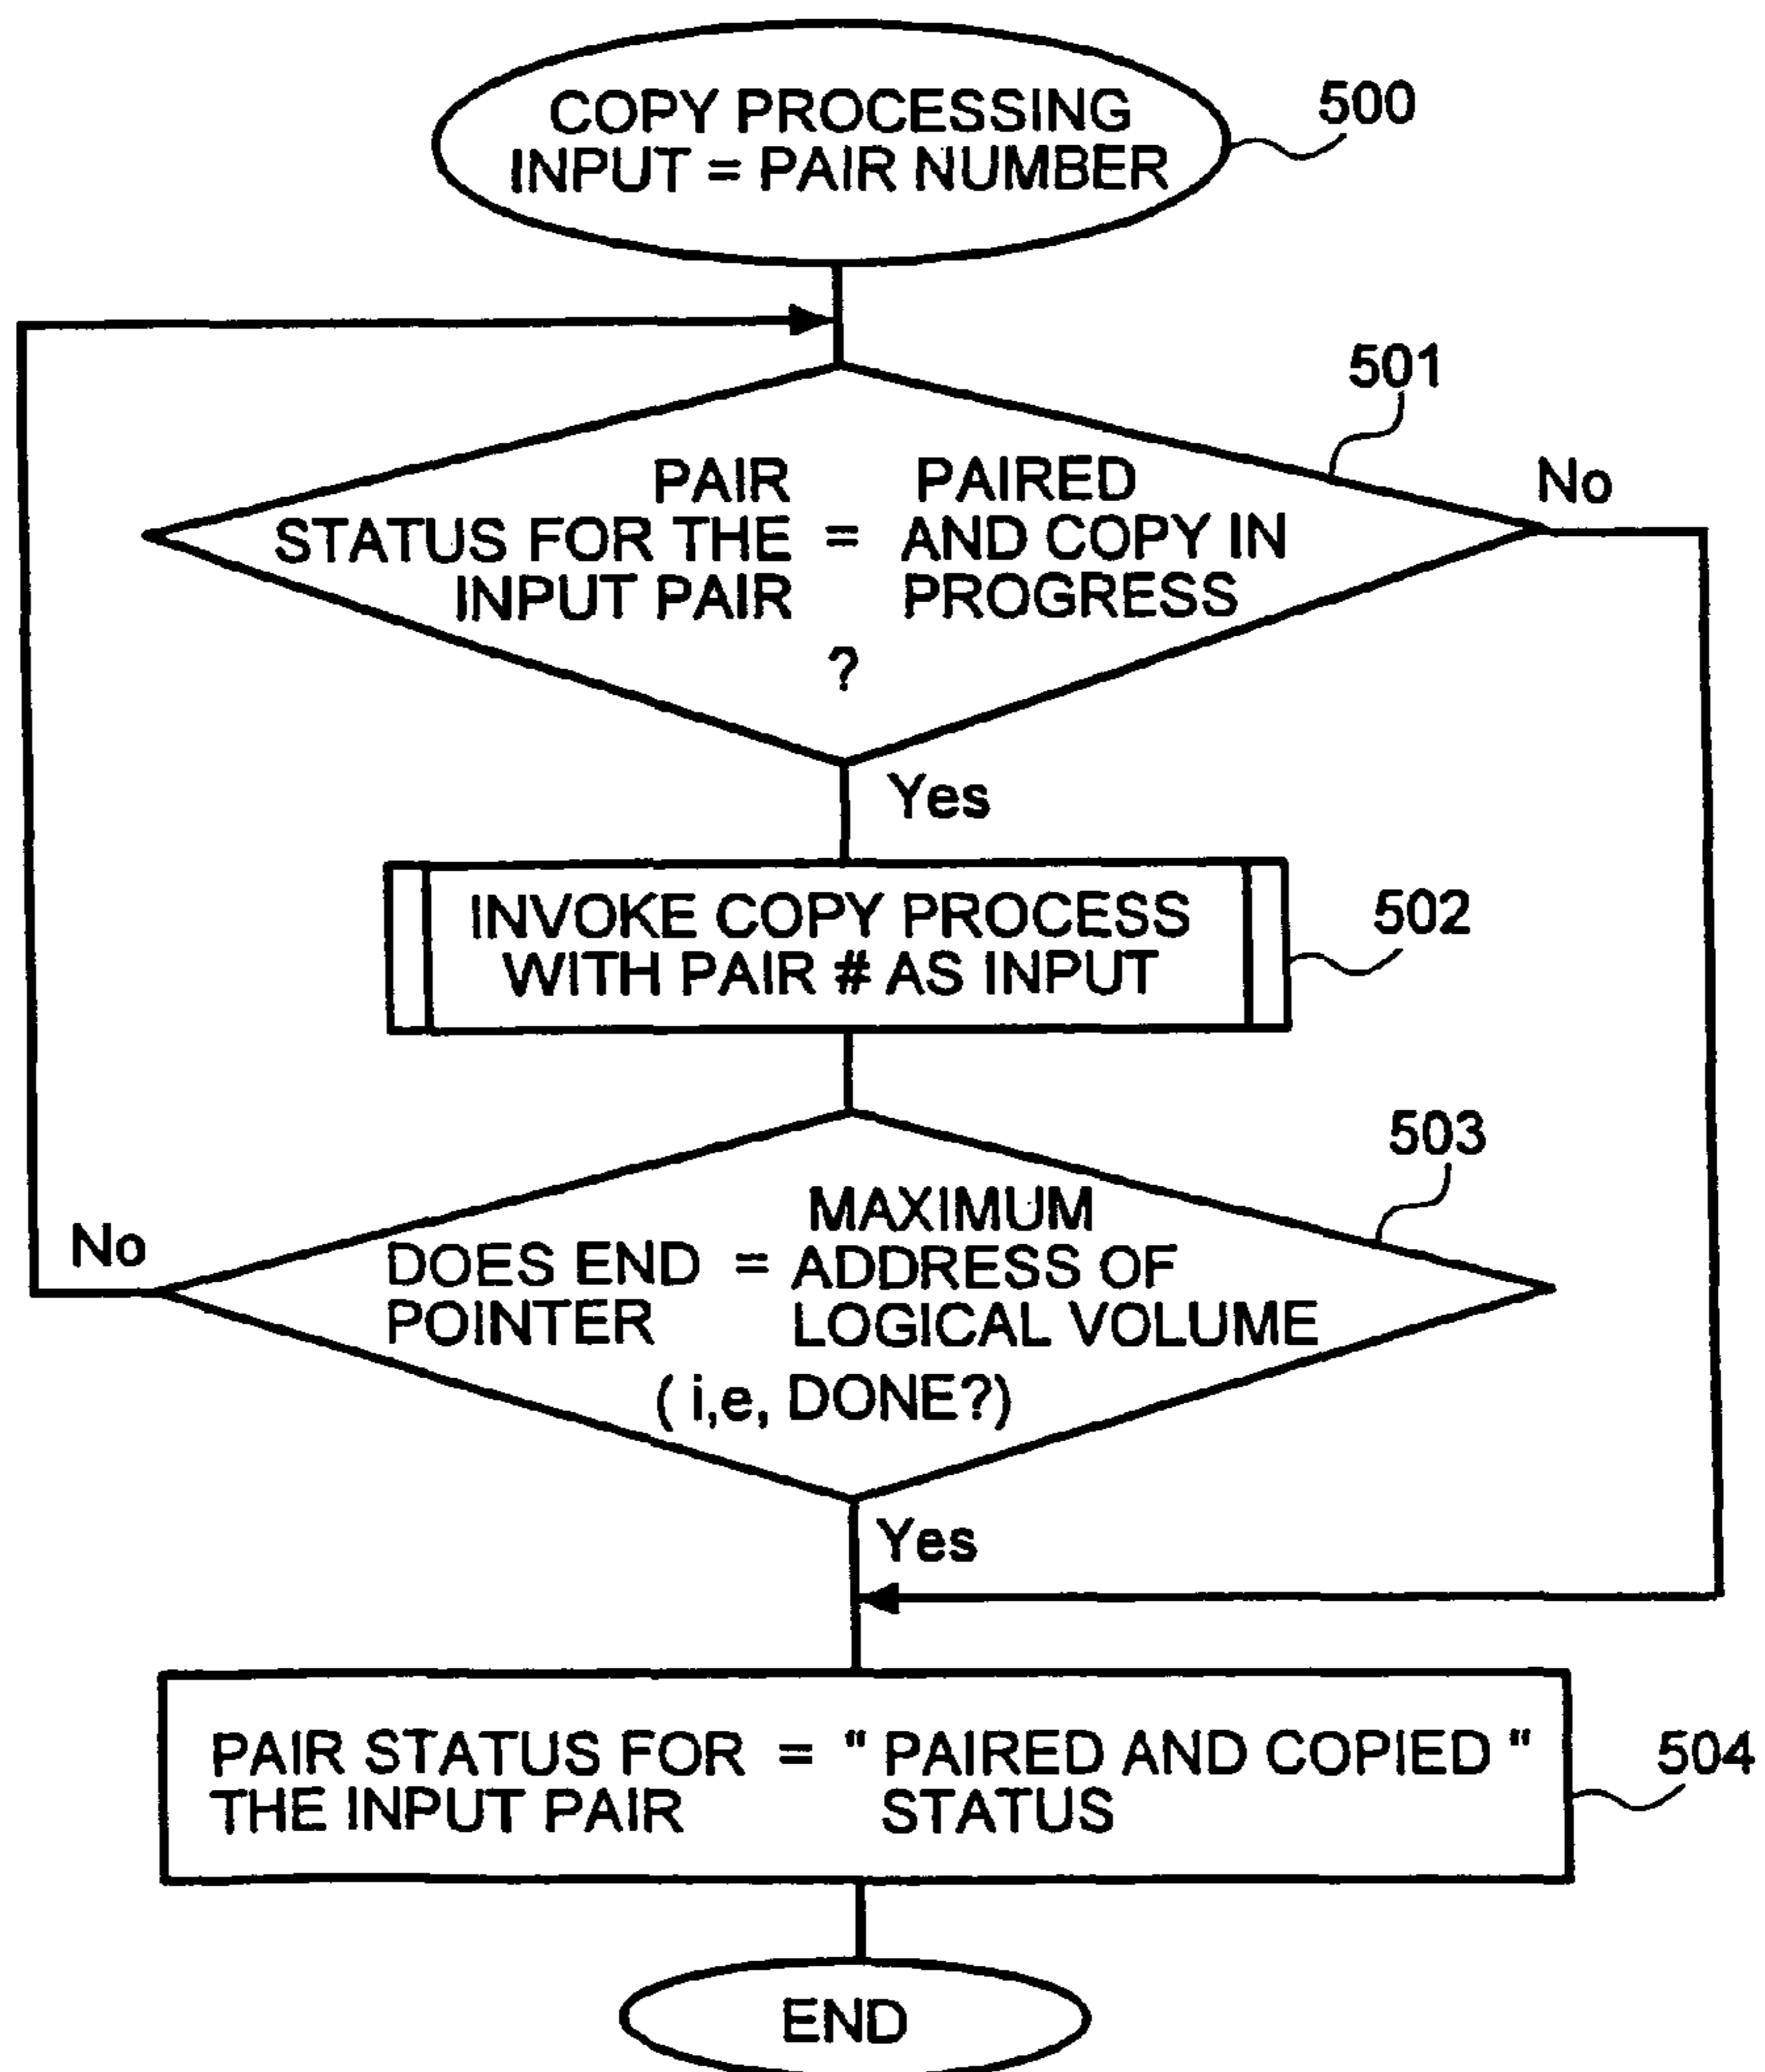 COPY PROCESSING
INPUT = PAIR NUMBER
500
501
PAIR PAIRED
STATUS FOR THE = AND COPY IN
INPUT PAIR PROGRESS
?
No
Yes
INVOKE COPY PROCESS
WITH PAIR # AS INPUT
502
503
MAXIMUM
DOES END = ADDRESS OF
POINTER LOGICAL VOLUME
( i,e, DONE?)
No
Yes
PAIR STATUS FOR = " PAIRED AND COPIED "
THE INPUT PAIR STATUS
504
END